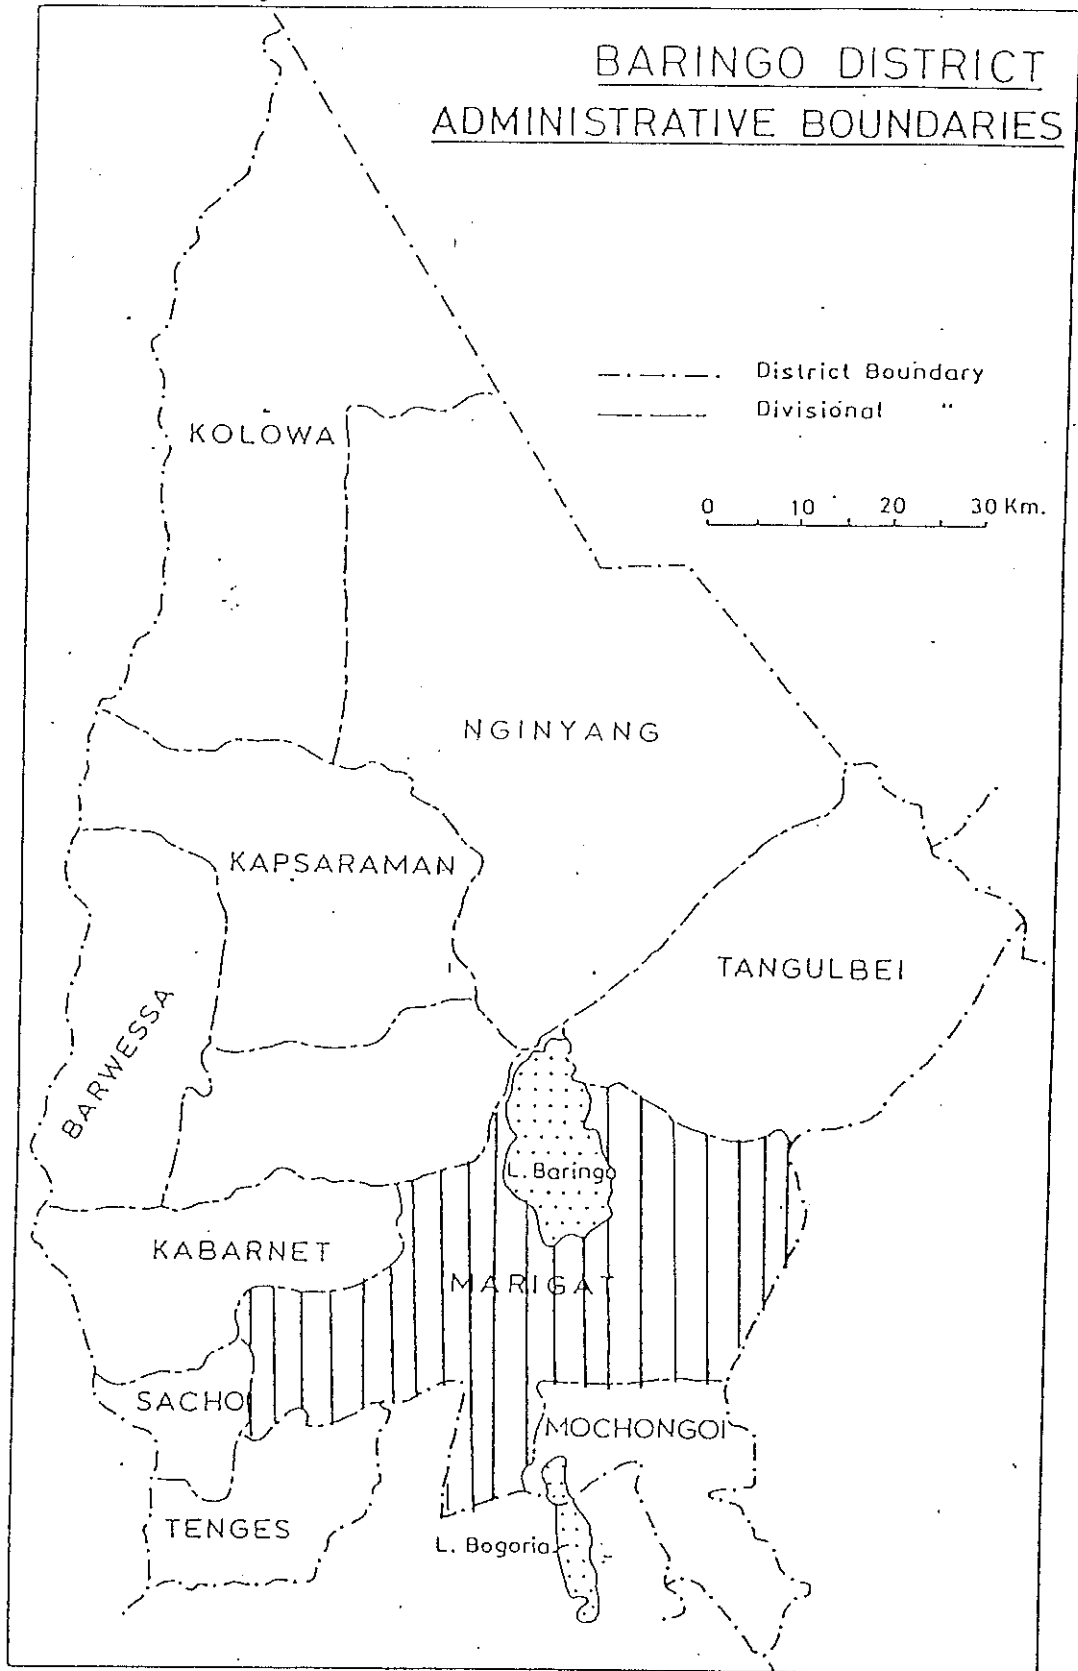 BARINGO DISTRICT
ADMINISTRATIVE BOUNDARIES
District Boundary
Divisional "
0 10 20 30 Km.
KOLOWA
NGINYANG
KAPSARAMAN
TANGULBEI
BARWESSA
L. Baringo
KABARNET
MARIGAT
SACHO
MOCHONGOI
TENGES
L. Bogoria